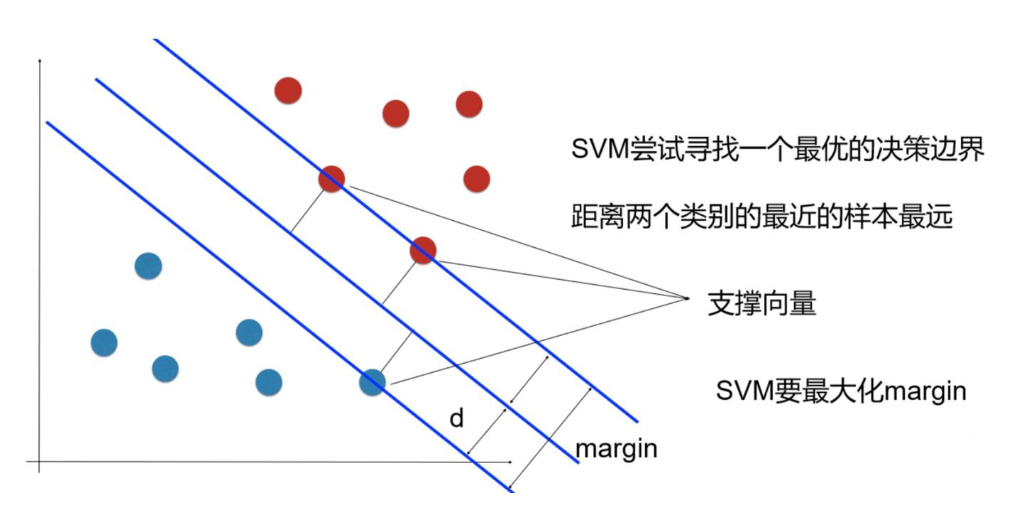 SVM尝试寻找一个最优的决策边界
距离两个类别的最近的样本最远
支撑向量
SVM要最大化margin
d
margin